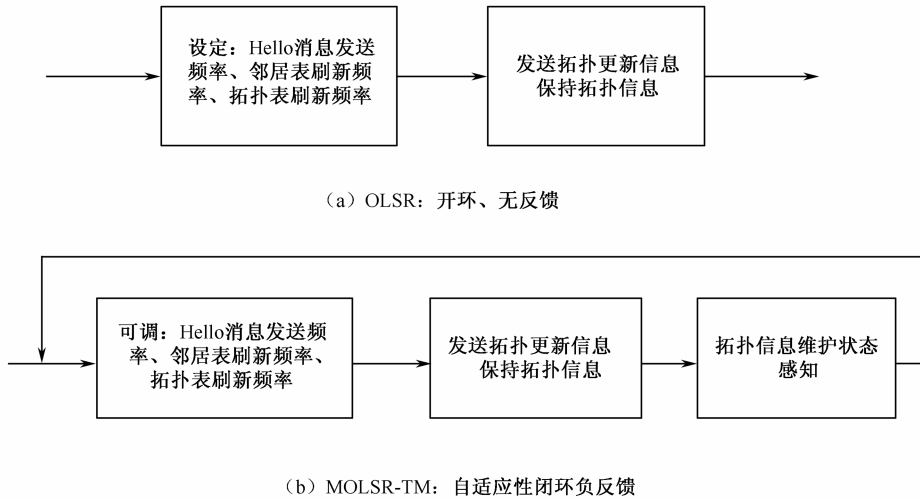 设定：Hello消息发送
频率、邻居表刷新频
率、拓扑表刷新频率
发送拓扑更新信息
保持拓扑信息
（a）OLSR：开环、无反馈
可调：Hello消息发送频
率、邻居表刷新频率、
拓扑表刷新频率
发送拓扑更新信息
保持拓扑信息
拓扑信息维护状态
感知
（b）MOLSR-TM：自适应性闭环负反馈